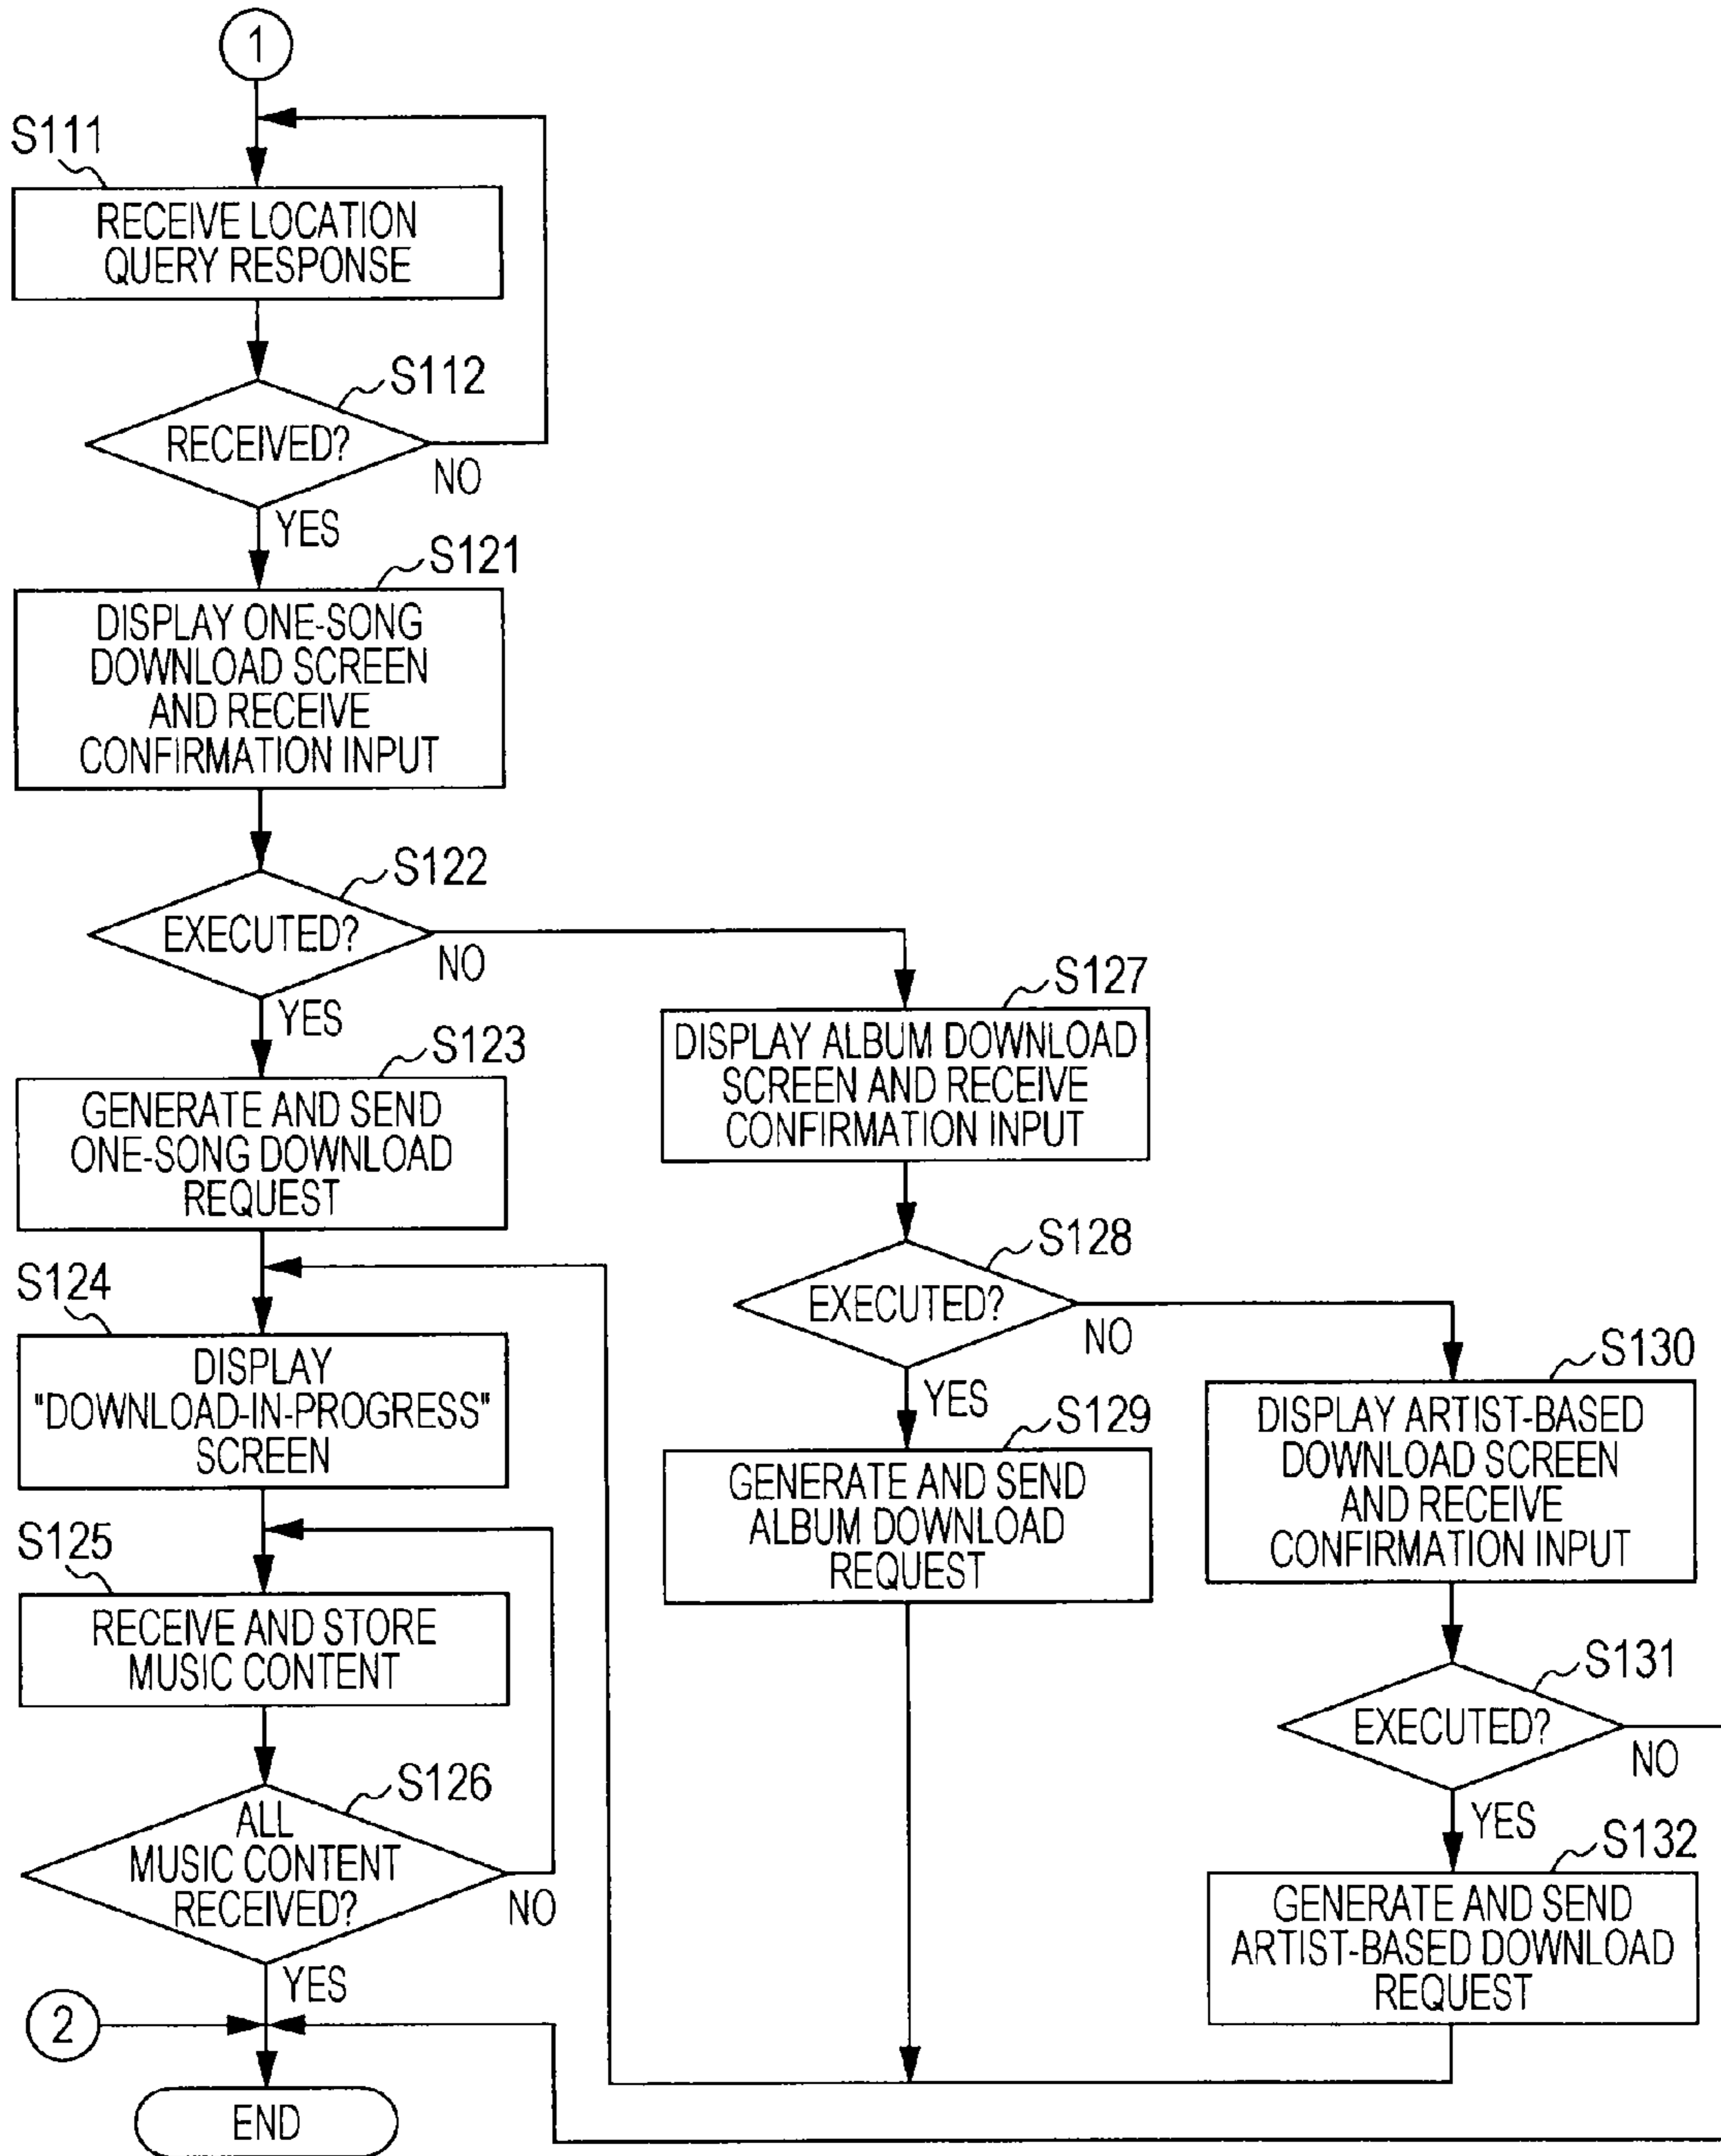 1
S111
RECEIVE LOCATION
QUERY RESPONSE
S112
RECEIVED?
NO
YES
S121
DISPLAY ONE-SONG
DOWNLOAD SCREEN
AND RECEIVE
CONFIRMATION INPUT
S122
EXECUTED?
NO
YES
S123
GENERATE AND SEND
ONE-SONG DOWNLOAD
REQUEST
S124
DISPLAY
"DOWNLOAD-IN-PROGRESS"
SCREEN
S125
RECEIVE AND STORE
MUSIC CONTENT
S126
ALL
MUSIC CONTENT
RECEIVED?
NO
YES
2
END
S127
DISPLAY ALBUM DOWNLOAD
SCREEN AND RECEIVE
CONFIRMATION INPUT
S128
EXECUTED?
NO
YES
S129
GENERATE AND SEND
ALBUM DOWNLOAD
REQUEST
S130
DISPLAY ARTIST-BASED
DOWNLOAD SCREEN
AND RECEIVE
CONFIRMATION INPUT
S131
EXECUTED?
NO
YES
S132
GENERATE AND SEND
ARTIST-BASED DOWNLOAD
REQUEST